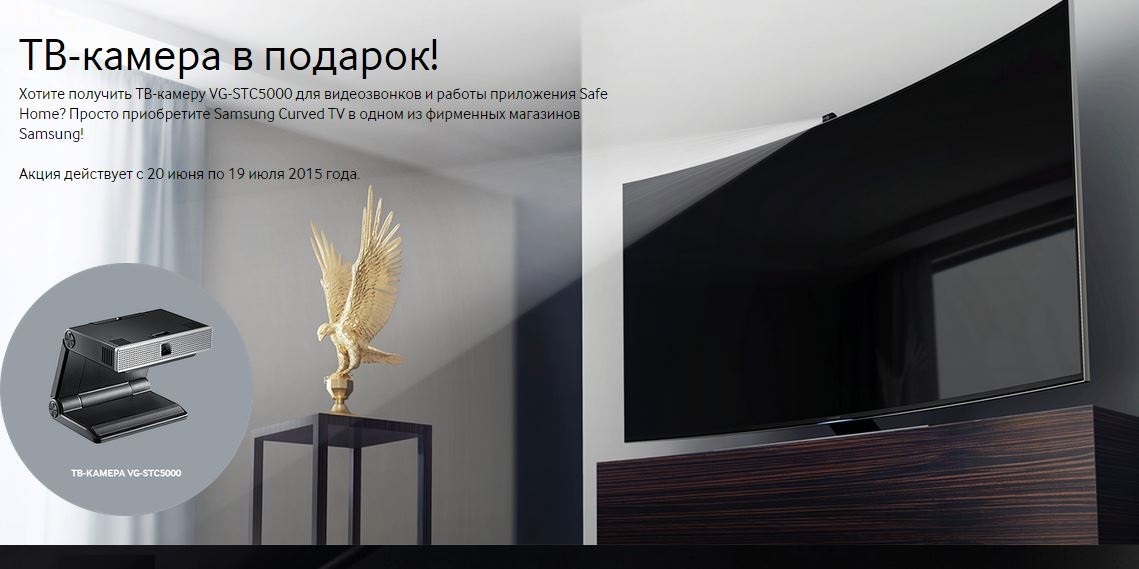 ТВ-камера в подарок!
Хотите получить ТВ-камеру VG-STC5000 для видеозвонков и работы приложения Safe
Home? Просто приобретите Samsung Curved TV в одном из фирменных магазинов
Samsung!
Акция действует с 20 июня по 19 июля 2015 года.
ТВ-КАМЕРА VG-STC5000